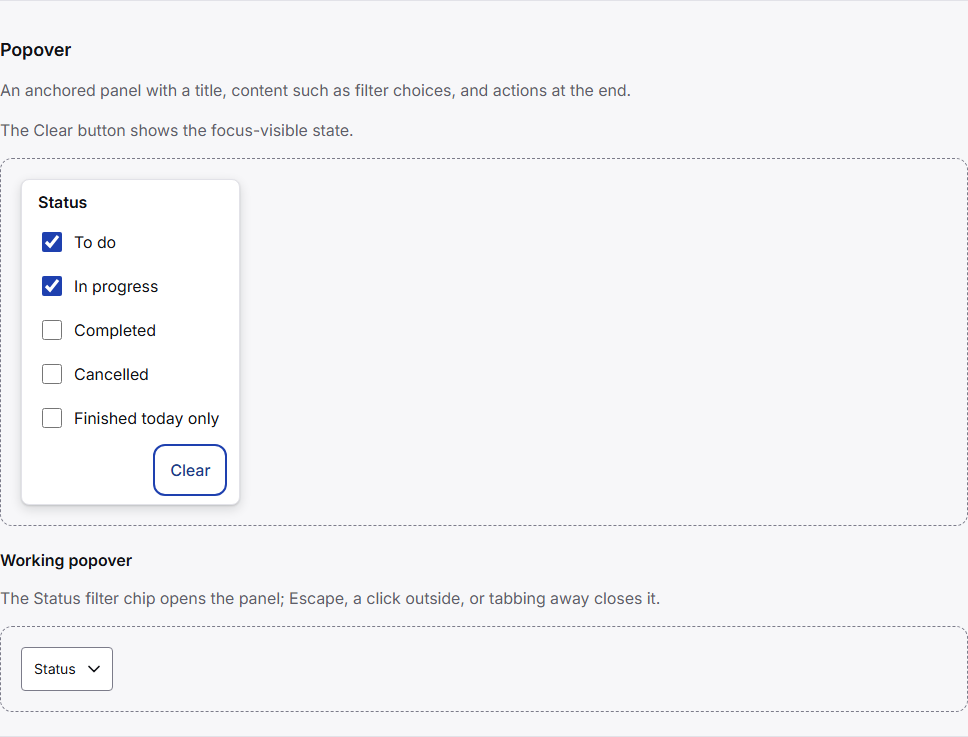 Popover
An anchored panel with a title, content such as filter choices, and actions at the end.
The Clear button shows the focus-visible state.
Status
To do
In progress
Completed
Cancelled
Finished today only
Clear
Working popover
The Status filter chip opens the panel; Escape, a click outside, or tabbing away closes it.
Status